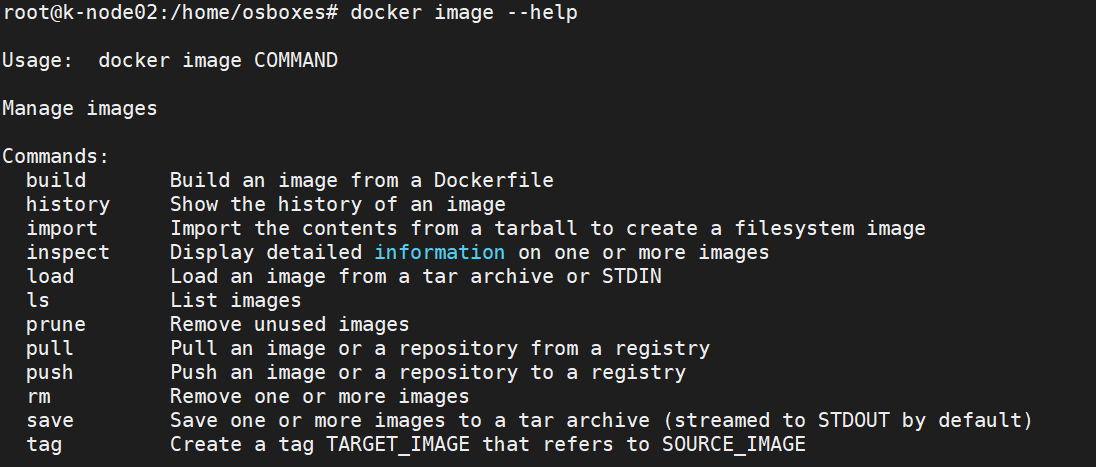 root@k-node02:/home/osboxes# docker image --help
Usage:  docker image COMMAND
Manage images
Commands:
  build       Build an image from a Dockerfile
  history     Show the history of an image
  import      Import the contents from a tarball to create a filesystem image
  inspect     Display detailed information on one or more images
  load        Load an image from a tar archive or STDIN
  ls          List images
  prune       Remove unused images
  pull        Pull an image or a repository from a registry
  push        Push an image or a repository to a registry
  rm          Remove one or more images
  save        Save one or more images to a tar archive (streamed to STDOUT by default)
  tag         Create a tag TARGET_IMAGE that refers to SOURCE_IMAGE